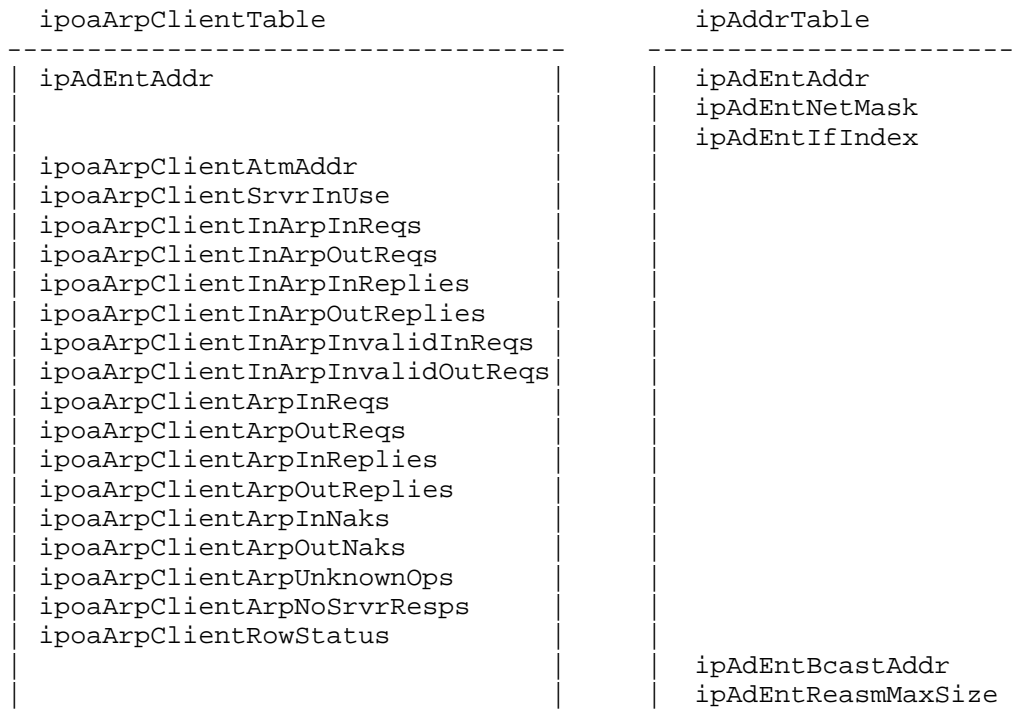 ipoaArpClientTable                       ipAddrTable
-----------------------------------     -----------------------
| ipAdEntAddr                     |     | ipAdEntAddr
|                                 |     | ipAdEntNetMask
|                                 |     | ipAdEntIfIndex
| ipoaArpClientAtmAddr            |     |
| ipoaArpClientSrvrInUse          |     |
| ipoaArpClientInArpInReqs        |     |
| ipoaArpClientInArpOutReqs       |     |
| ipoaArpClientInArpInReplies     |     |
| ipoaArpClientInArpOutReplies    |     |
| ipoaArpClientInArpInvalidInReqs |     |
| ipoaArpClientInArpInvalidOutReqs|     |
| ipoaArpClientArpInReqs          |     |
| ipoaArpClientArpOutReqs         |     |
| ipoaArpClientArpInReplies       |     |
| ipoaArpClientArpOutReplies      |     |
| ipoaArpClientArpInNaks          |     |
| ipoaArpClientArpOutNaks         |     |
| ipoaArpClientArpUnknownOps      |     |
| ipoaArpClientArpNoSrvrResps     |     |
| ipoaArpClientRowStatus          |     |
|                                 |     | ipAdEntBcastAddr
|                                 |     | ipAdEntReasmMaxSize